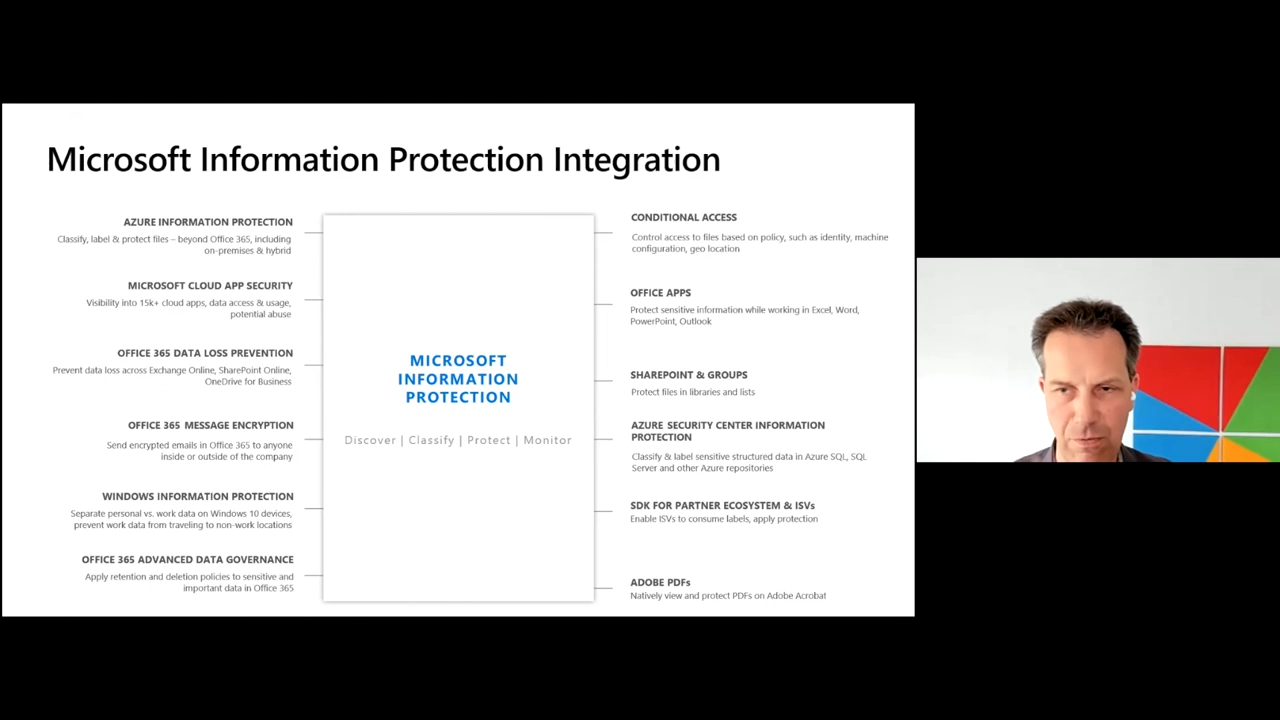 Microsoft Information Protection Integration
AZURE INFORMATION PROTECTION
Classify, label & protect files – beyond Office 365, including
on-premises & hybrid
MICROSOFT CLOUD APP SECURITY
Visibility into 15k+ cloud apps, data access & usage,
potential abuse
OFFICE 365 DATA LOSS PREVENTION
Prevent data loss across Exchange Online, SharePoint Online,
OneDrive for Business
OFFICE 365 MESSAGE ENCRYPTION
Send encrypted emails in Office 365 to anyone
inside or outside of the company
WINDOWS INFORMATION PROTECTION
Separate personal vs. work data on Windows 10 devices,
prevent work data from traveling to non-work locations
OFFICE 365 ADVANCED DATA GOVERNANCE
Apply retention and deletion policies to sensitive and
important data in Office 365
MICROSOFT
INFORMATION
PROTECTION
Discover | Classify | Protect | Monitor
CONDITIONAL ACCESS
Control access to files based on policy, such as identity, machine
configuration, geo location
OFFICE APPS
Protect sensitive information while working in Excel, Word,
PowerPoint, Outlook
SHAREPOINT & GROUPS
Protect files in libraries and lists
AZURE SECURITY CENTER INFORMATION
PROTECTION
Classify & label sensitive structured data in Azure SQL, SQL
Server and other Azure repositories
SDK FOR PARTNER ECOSYSTEM & ISVs
Enable ISVs to consume labels, apply protection
ADOBE PDFs
Natively view and protect PDFs on Adobe Acrobat